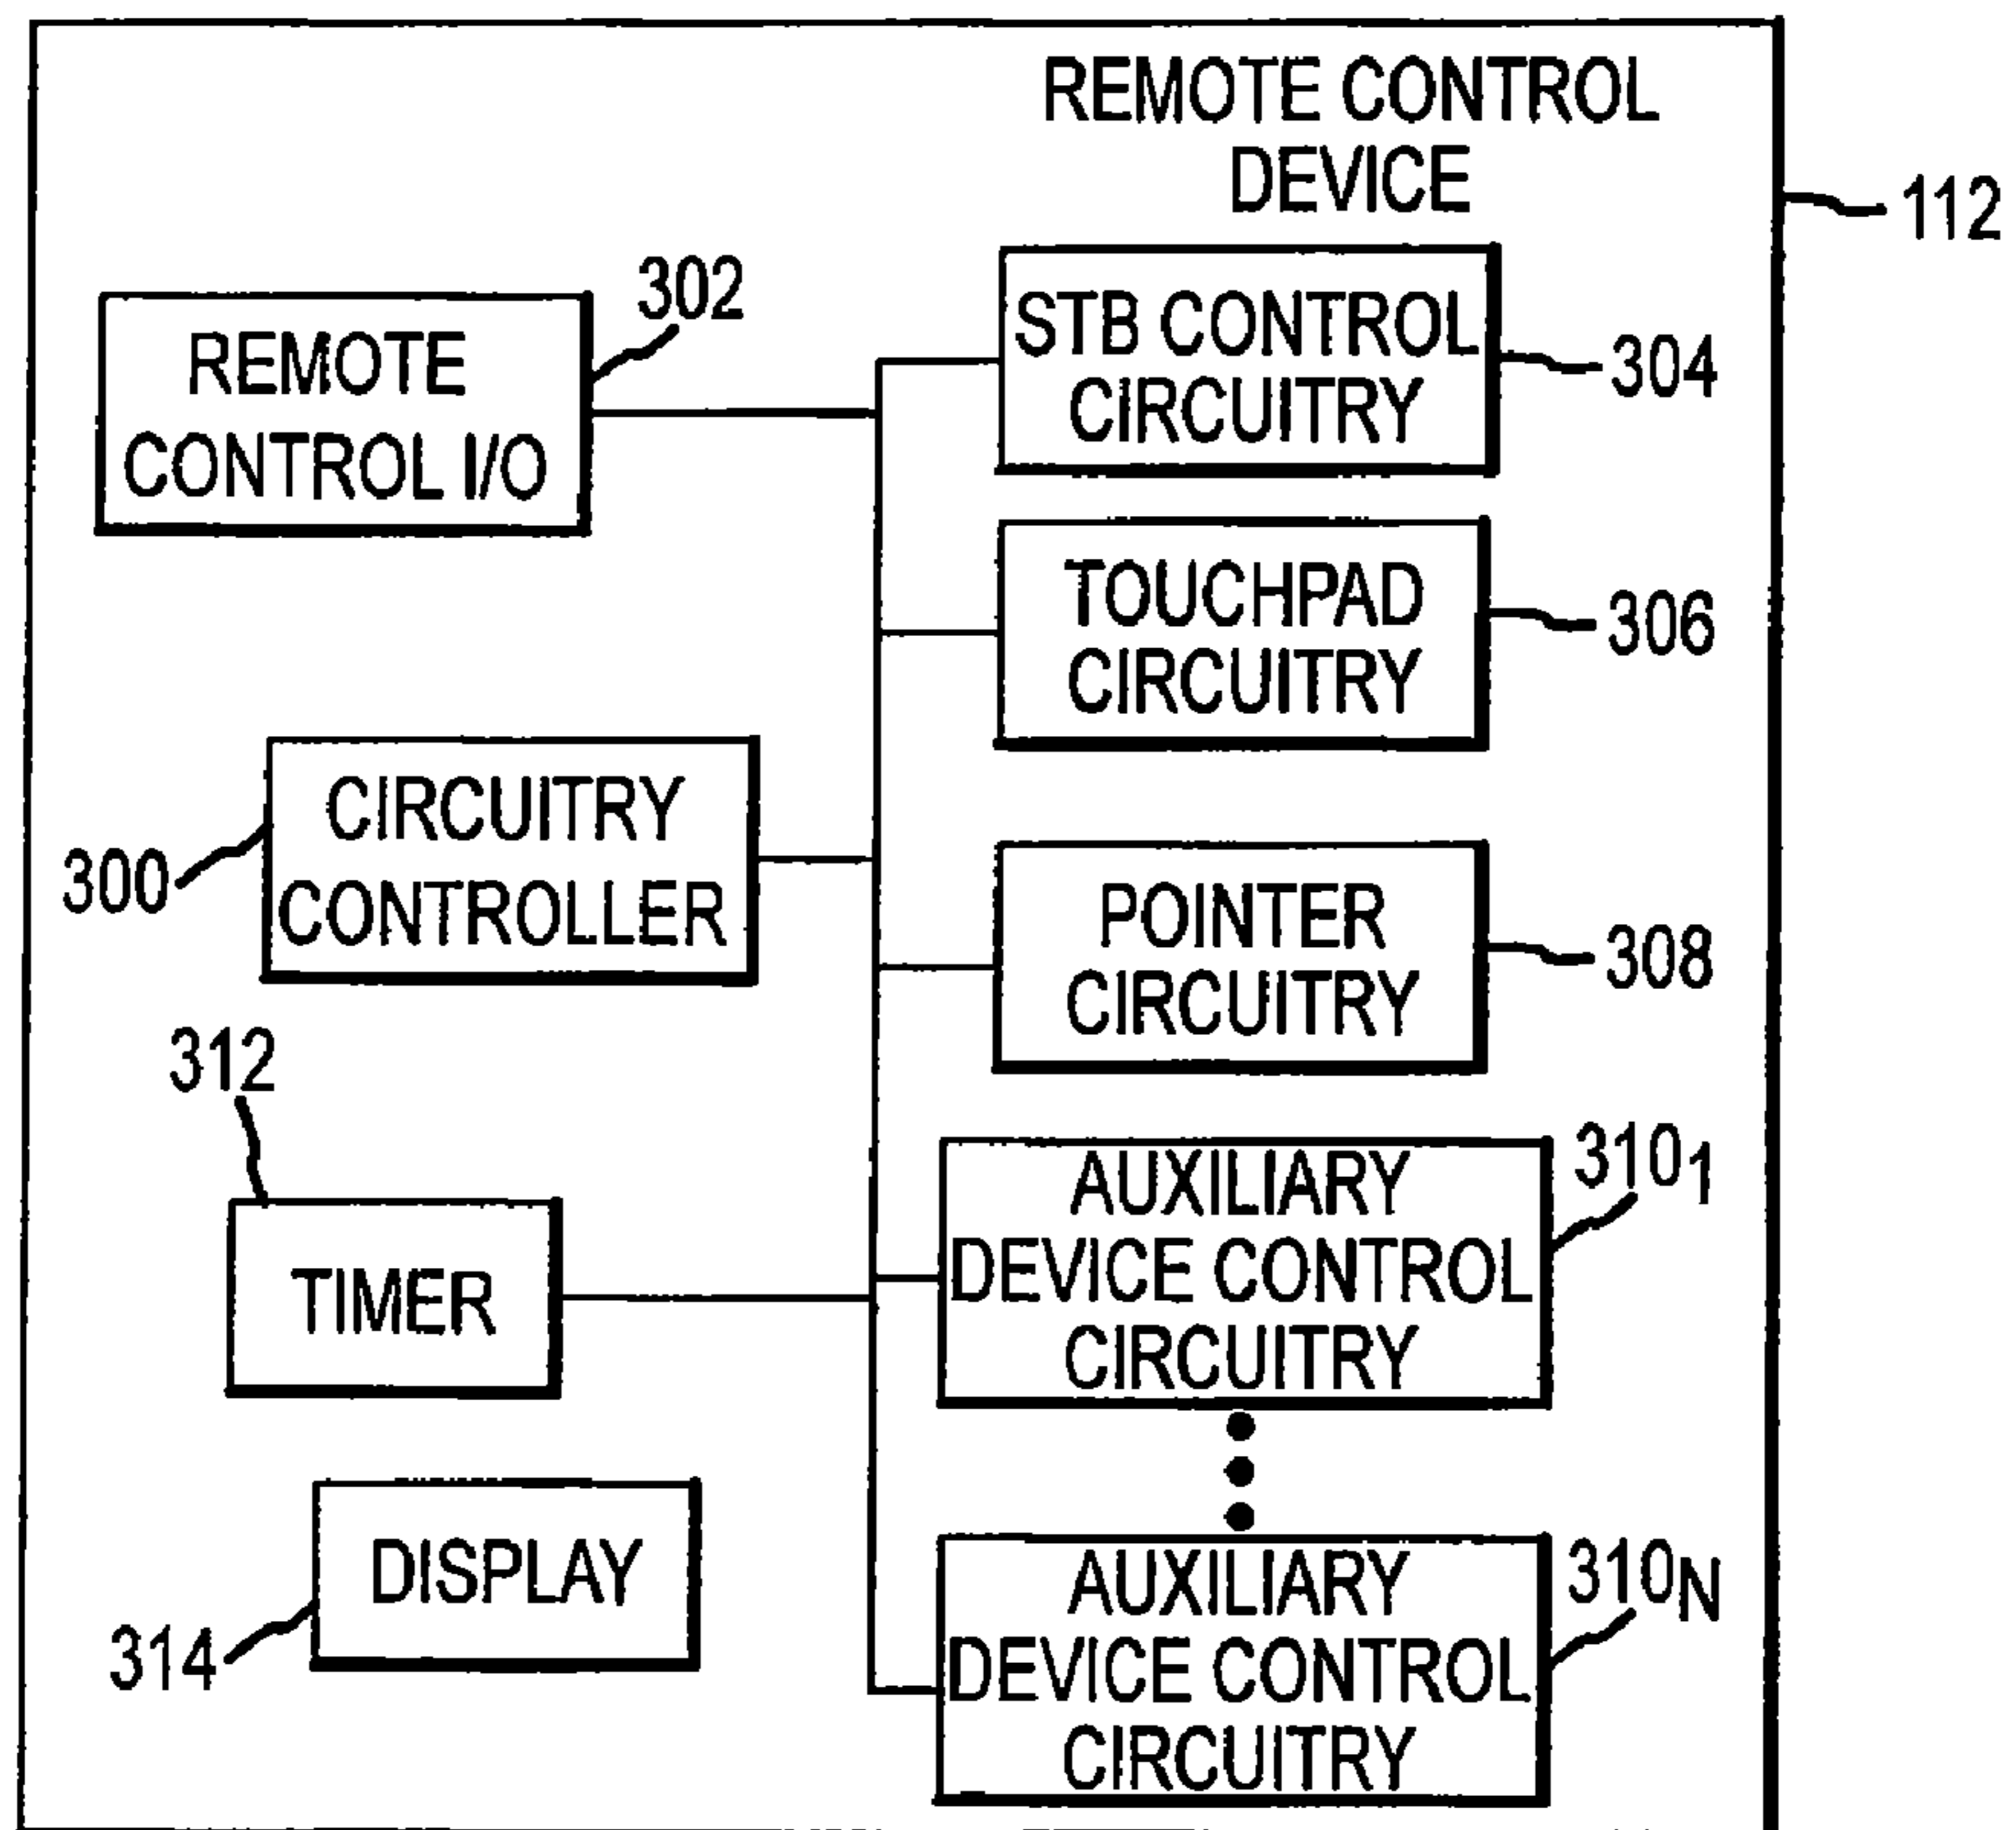 REMOTE CONTROL
DEVICE
112
302
REMOTE
CONTROL I/O
STB CONTROL
CIRCUITRY
304
TOUCHPAD
CIRCUITRY
306
CIRCUITRY
CONTROLLER
300
POINTER
CIRCUITRY
308
312
TIMER
AUXILIARY
DEVICE CONTROL
CIRCUITRY
310₁
DISPLAY
314
AUXILIARY
DEVICE CONTROL
CIRCUITRY
310N